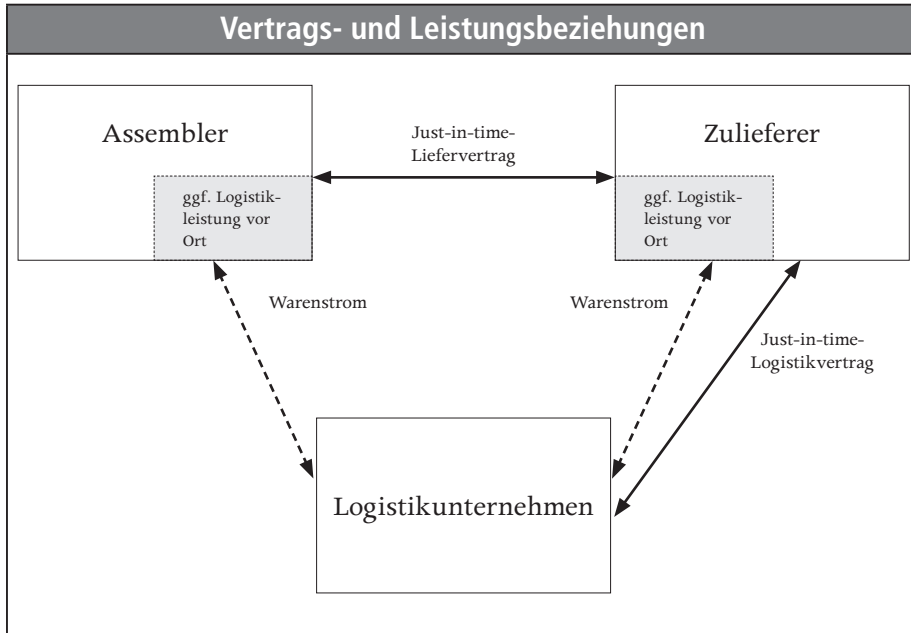 Vertrags- und Leistungsbeziehungen
Assembler
ggf. Logistik-
leistung vor
Ort
Just-in-time-
Liefervertrag
Zulieferer
ggf. Logistik-
leistung vor
Ort
Warenstrom
Warenstrom
Just-in-time-
Logistikvertrag
Logistikunternehmen